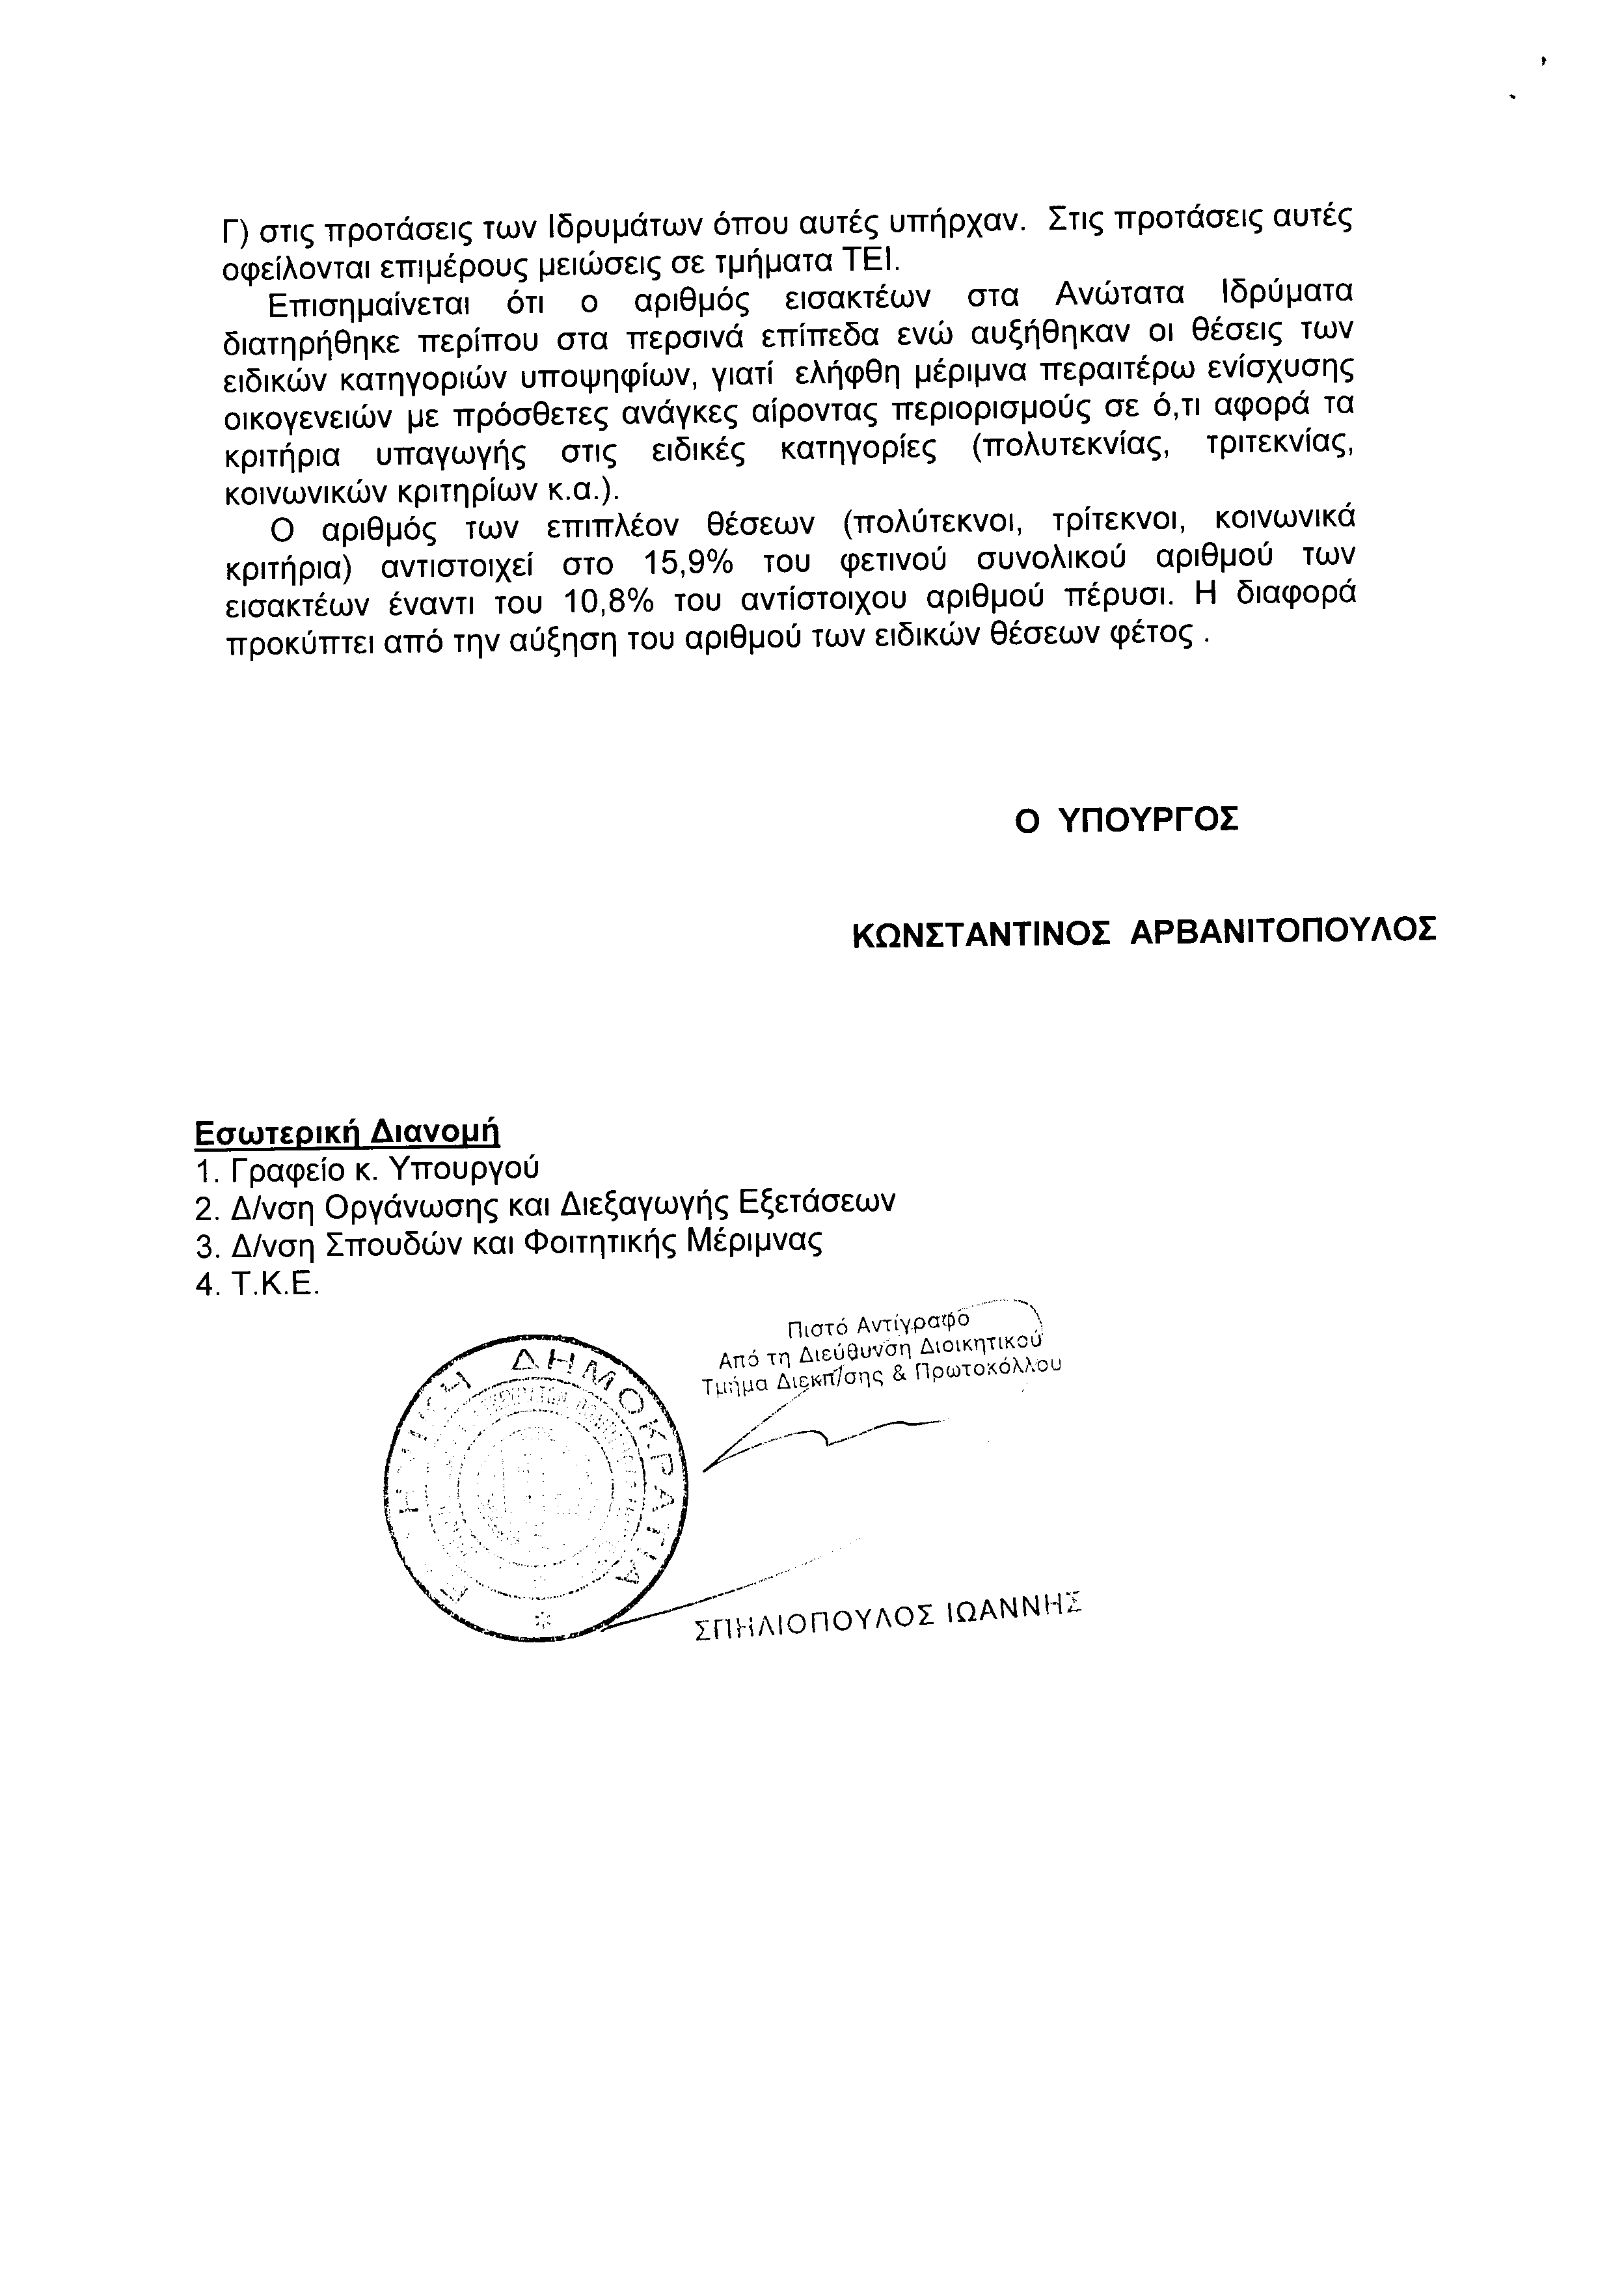 Γ) στις προτάσεις των Ιδρυμάτων όπου αυτές υπήρχαν. Στις προτάσεις αυτές
οφείλονται επιμέρους μειώσεις σε τμήματα ΤΕΙ.
Επισημαίνεται ότι ο αριθμός εισακτέων στα Ανώτατα Ιδρύματα
διατηρήθηκε περίπου στα περσινά επίπεδα ενώ αυξήθηκαν οι θέσεις των
ειδικών κατηγοριών υποψηφίων, γιατί ελήφθη μέριμνα περαιτέρω ενίσχυσης
οικογενειών με πρόσθετες ανάγκες αίροντας περιορισμούς σε ό,τι αφορά τα
κριτήρια υπαγωγής στις ειδικές κατηγορίες (πολυτεκνίας, τριτεκνίας,
κοινωνικών κριτηρίων κ.α.).
Ο αριθμός των επιπλέον θέσεων (πολύτεκνοι, τρίτεκνοι, κοινωνικά
κριτήρια) αντιστοιχεί στο 15,9% του φετινού συνολικού αριθμού των
εισακτέων έναντι του 10,8% του αντίστοιχου αριθμού πέρυσι. Η διαφορά
προκύπτει από την αύξηση του αριθμού των ειδικών θέσεων φέτος .
Ο ΥΠΟΥΡΓΟΣ
ΚΩΝΣΤΑΝΤΙΝΟΣ ΑΡΒΑΝΙΤΟΠΟΥΛΟΣ
Εσωτερική Διανομή
1. Γραφείο κ. Υπουργού
2. Δ/νση Οργάνωσης και Διεξαγωγής Εξετάσεων
3. Δ/νση Σπουδών και Φοιτητικής Μέριμνας
4. Τ.Κ.Ε.
Πιστό Αντίγραφο
Από τη Διεύθυνση Διοικητικού
Τμήμα Διεκπ/σης & Πρωτοκόλλου
ΔΗΜΟΚΡΑΤΙΑ
ΣΠΗΛΙΟΠΟΥΛΟΣ ΙΩΑΝΝΗΣ